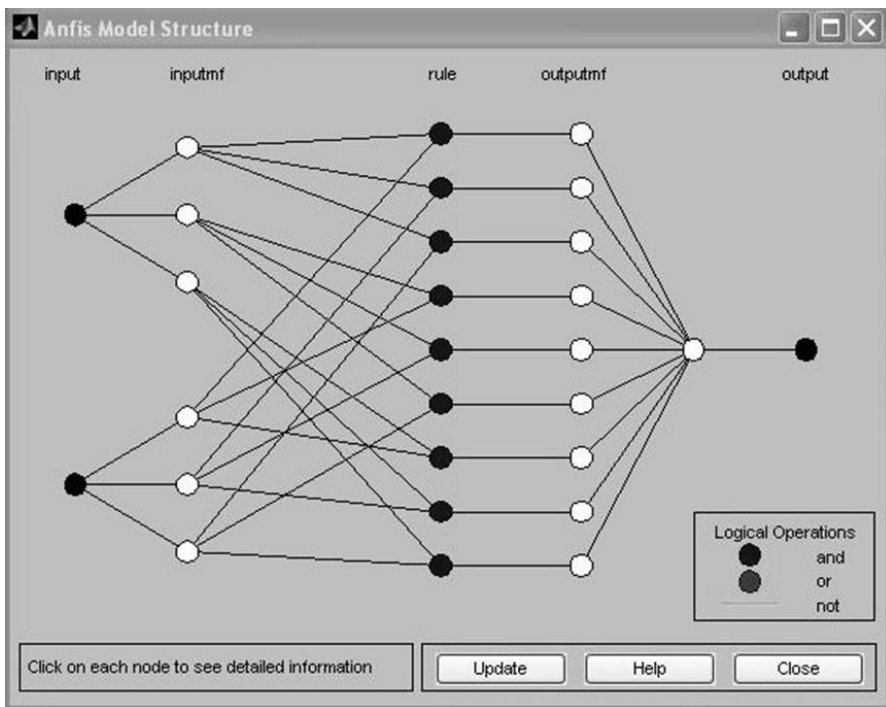 Anfis Model Structure
input inputmf rule outputmf output
Logical Operations
and
or
not
Click on each node to see detailed information
Update Help Close